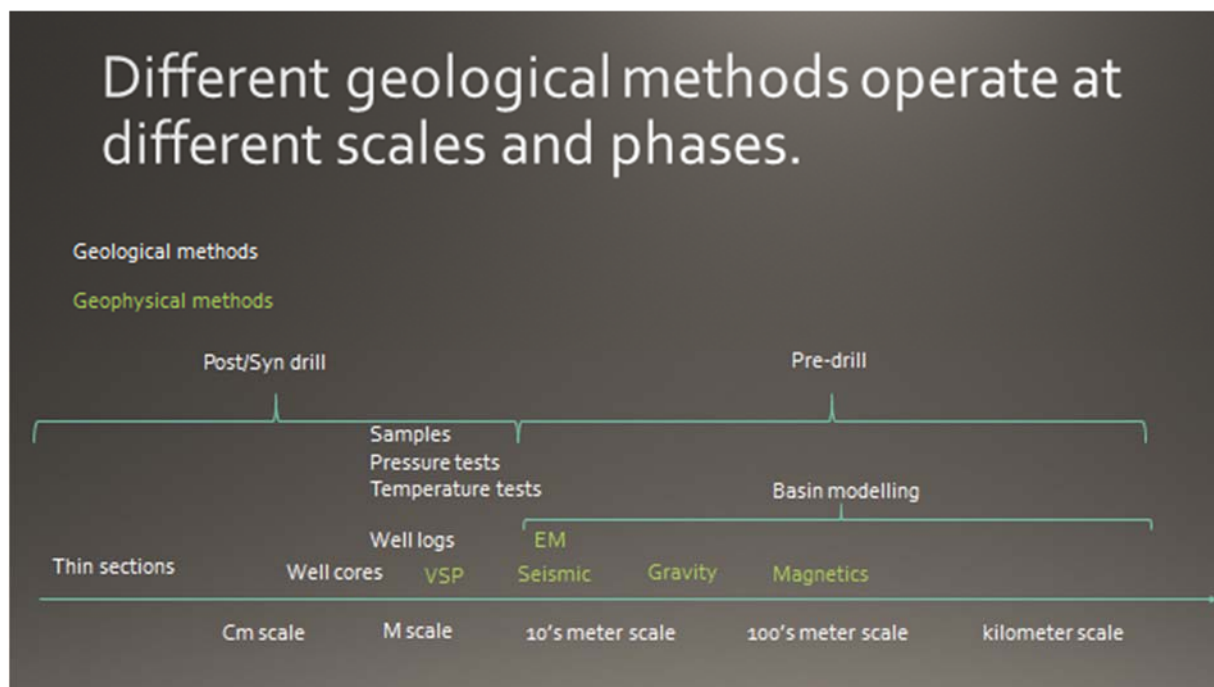 Different geological methods operate at
different scales and phases.
Geological methods
Geophysical methods
Post/Syn drill
Pre-drill
Samples
Pressure tests
Temperature tests
Basin modelling
Well logs
EM
Thin sections
Well cores
VSP
Seismic
Gravity
Magnetics
Cm scale
M scale
10's meter scale
100's meter scale
kilometer scale